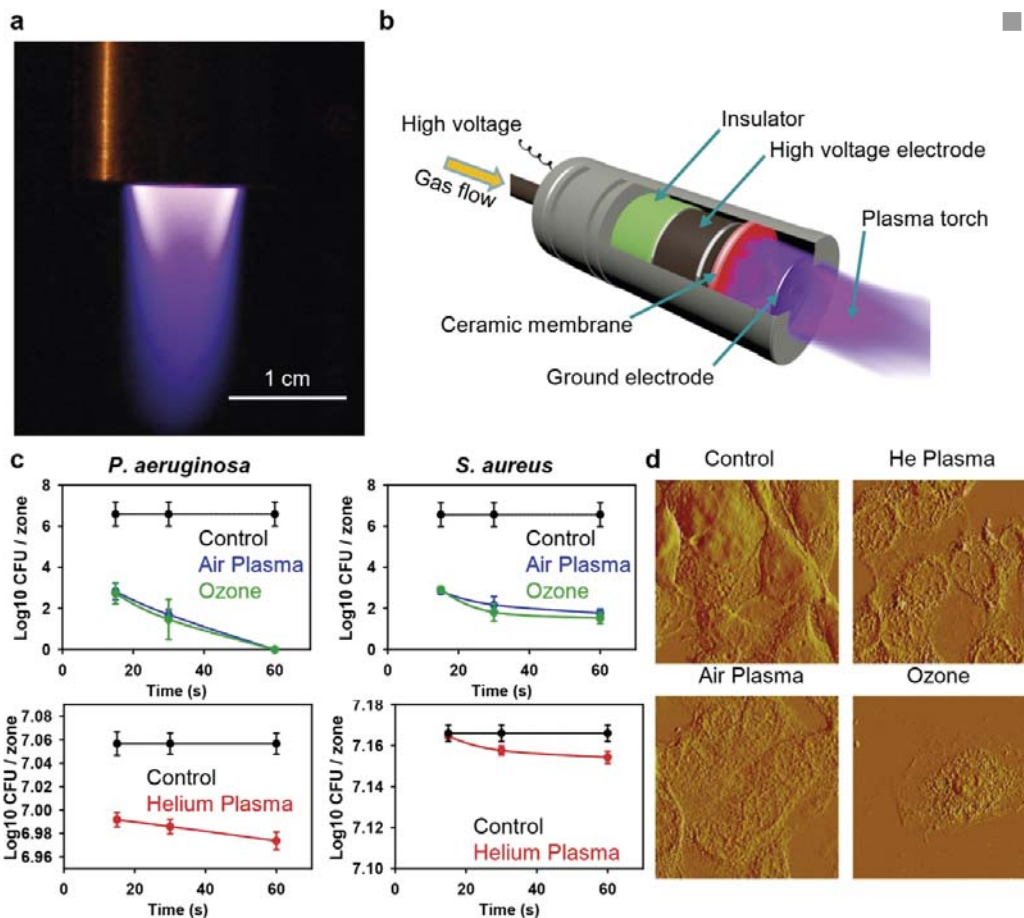 a
1 cm
b
High voltage
Gas flow
Insulator
High voltage electrode
Plasma torch
Ceramic membrane
Ground electrode
c
P. aeruginosa
Log10 CFU / zone
8
6
4
2
0
Control
Air Plasma
Ozone
0 20 40 60
Time (s)
S. aureus
Log10 CFU / zone
8
6
4
2
0
Control
Air Plasma
Ozone
0 20 40 60
Time (s)
Log10 CFU / zone
7.08
7.06
7.04
7.02
7.00
6.98
6.96
Control
Helium Plasma
0 20 40 60
Time (s)
Log10 CFU / zone
7.18
7.16
7.14
7.12
7.10
Control
Helium Plasma
0 20 40 60
Time (s)
d
Control
He Plasma
Air Plasma
Ozone